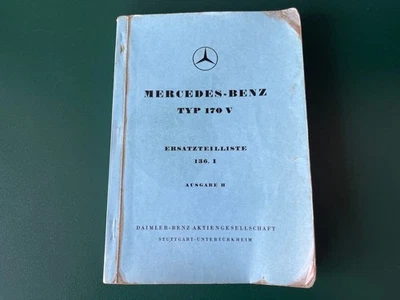 MERCEDES-BENZ
TYP 170 V
ERSATZTEILLISTE
136. I
AUSGABE H
DAIMLER-BENZ AKTIENGESELLSCHAFT
STUTTGART-UNTERTÜRKHEIM